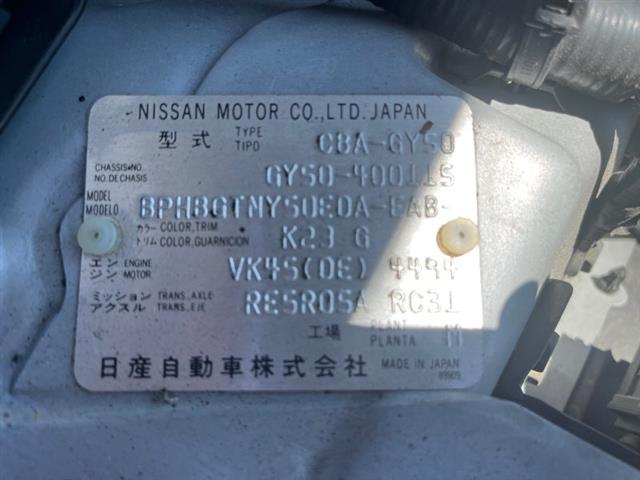 NISSAN MOTOR CO.,LTD. JAPAN
型式 TYPE TIPO CBA-GY50
CHASSIS NO. NO. DE CHASIS GY50-400115
MODEL MODELO BPHBGTNY50EDA-EAB-
カラー トリム COLOR, TRIM COLOR, GUARNICION K23 G
エンジン ENGINE MOTOR VK45(DE) 4494
ミッション アクスル TRANS., AXLE TRANS., EJE RE5R05A RC31
工場 PLANT PLANTA M
日産自動車株式会社 MADE IN JAPAN
89909